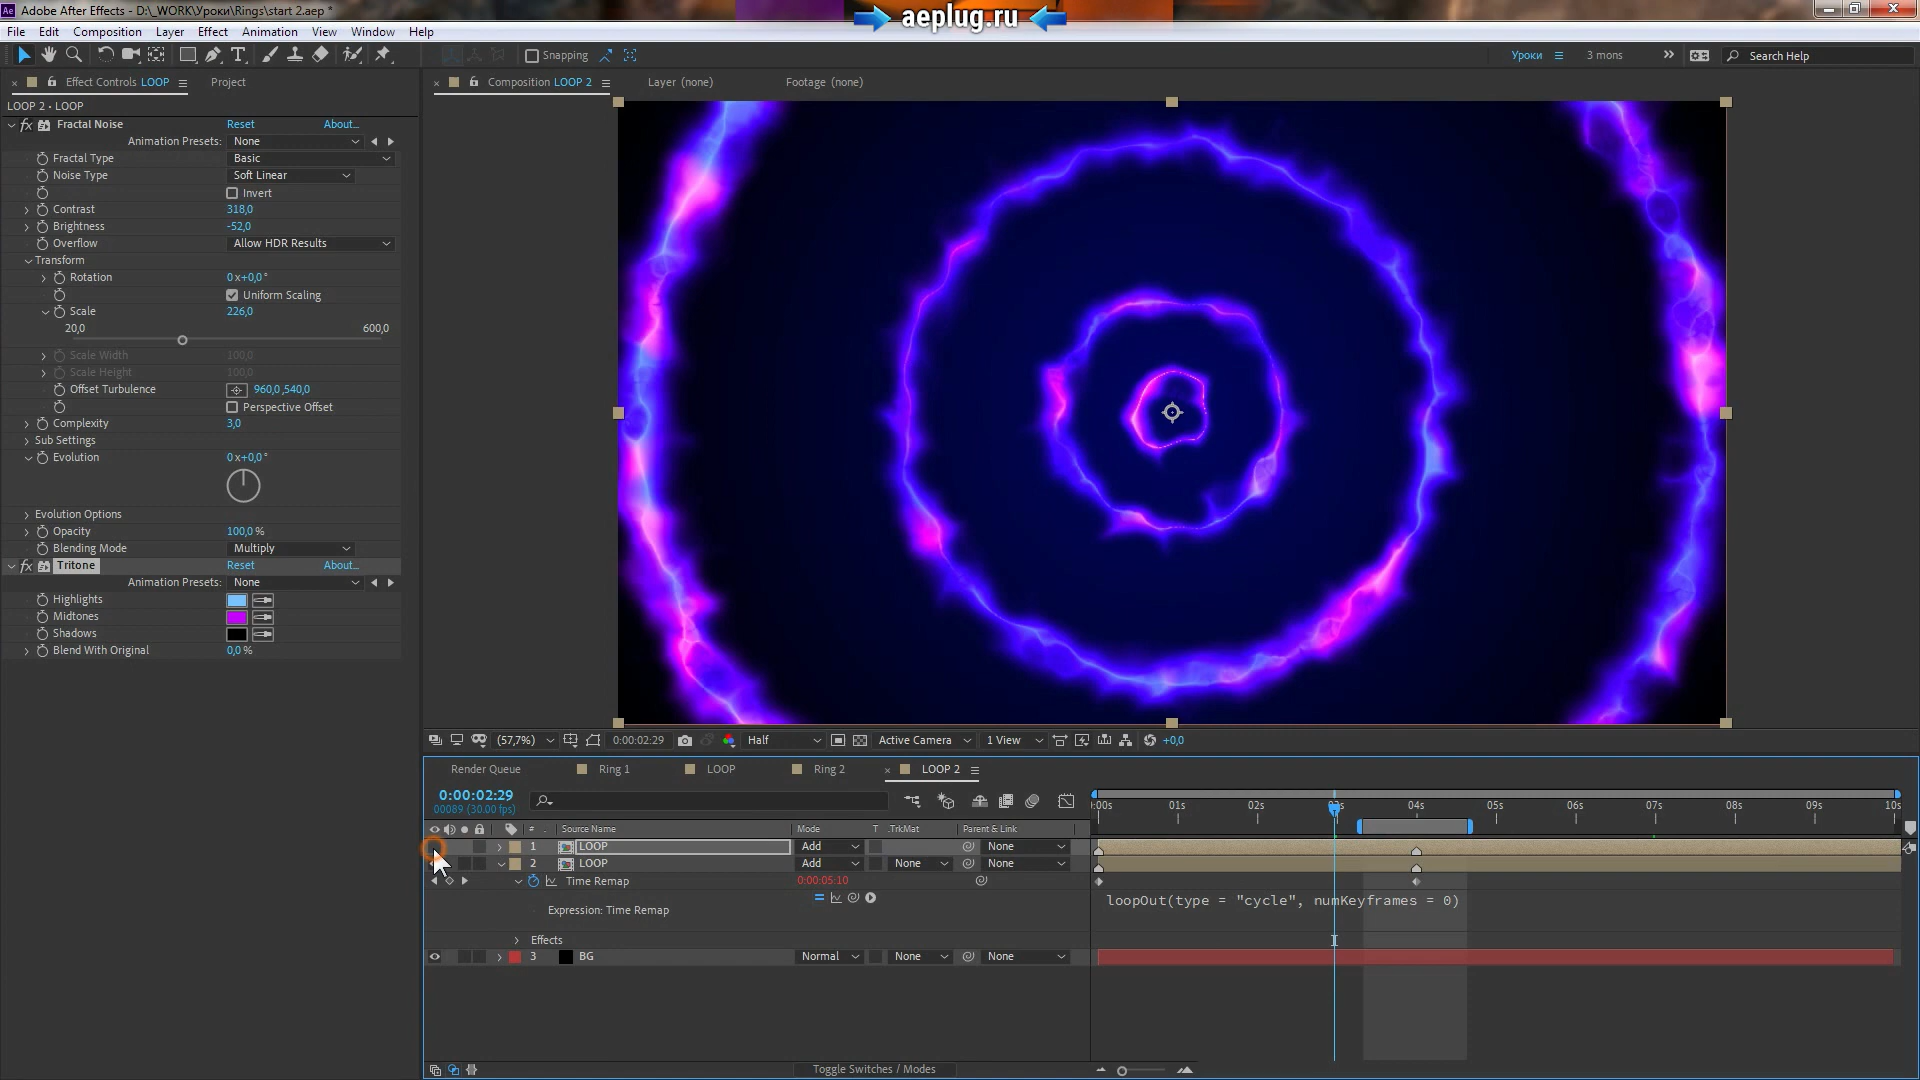 Adobe After Effects - D:\_WORK\Уроки\Rings\start 2.aep *
aeplug.ru
File Edit Composition Layer Effect Animation View Window Help
Snapping
Уроки
3 mons
Search Help
Effect Controls LOOP
Project
Composition LOOP 2
Layer (none)
Footage (none)
LOOP 2 • LOOP
fx Fractal Noise Reset About...
Animation Presets: None
Fractal Type Basic
Noise Type Soft Linear
Invert
Contrast 318,0
Brightness -52,0
Overflow Allow HDR Results
Transform
Rotation 0x+0,0°
Uniform Scaling
Scale 226,0
20,0 600,0
Scale Width 100,0
Scale Height 100,0
Offset Turbulence 960,0,540,0
Perspective Offset
Complexity 3,0
Sub Settings
Evolution 0x+0,0°
Evolution Options
Opacity 100,0 %
Blending Mode Multiply
fx Tritone Reset About...
Animation Presets: None
Highlights
Midtones
Shadows
Blend With Original 0,0 %
(57,7%) 0:00:02:29 Half Active Camera 1 View +0,0
Render Queue Ring 1 LOOP Ring 2 LOOP 2
0:00:02:29
00089 (30.00 fps)
:00s 01s 02s 03s 04s 05s 06s 07s 08s 09s 10s
# Source Name Mode T .TrkMat Parent & Link
1 LOOP Add None
2 LOOP Add None None
Time Remap 0:00:05:10
Expression: Time Remap
loopOut(type = "cycle", numKeyframes = 0)
Effects
3 BG Normal None None
Toggle Switches / Modes